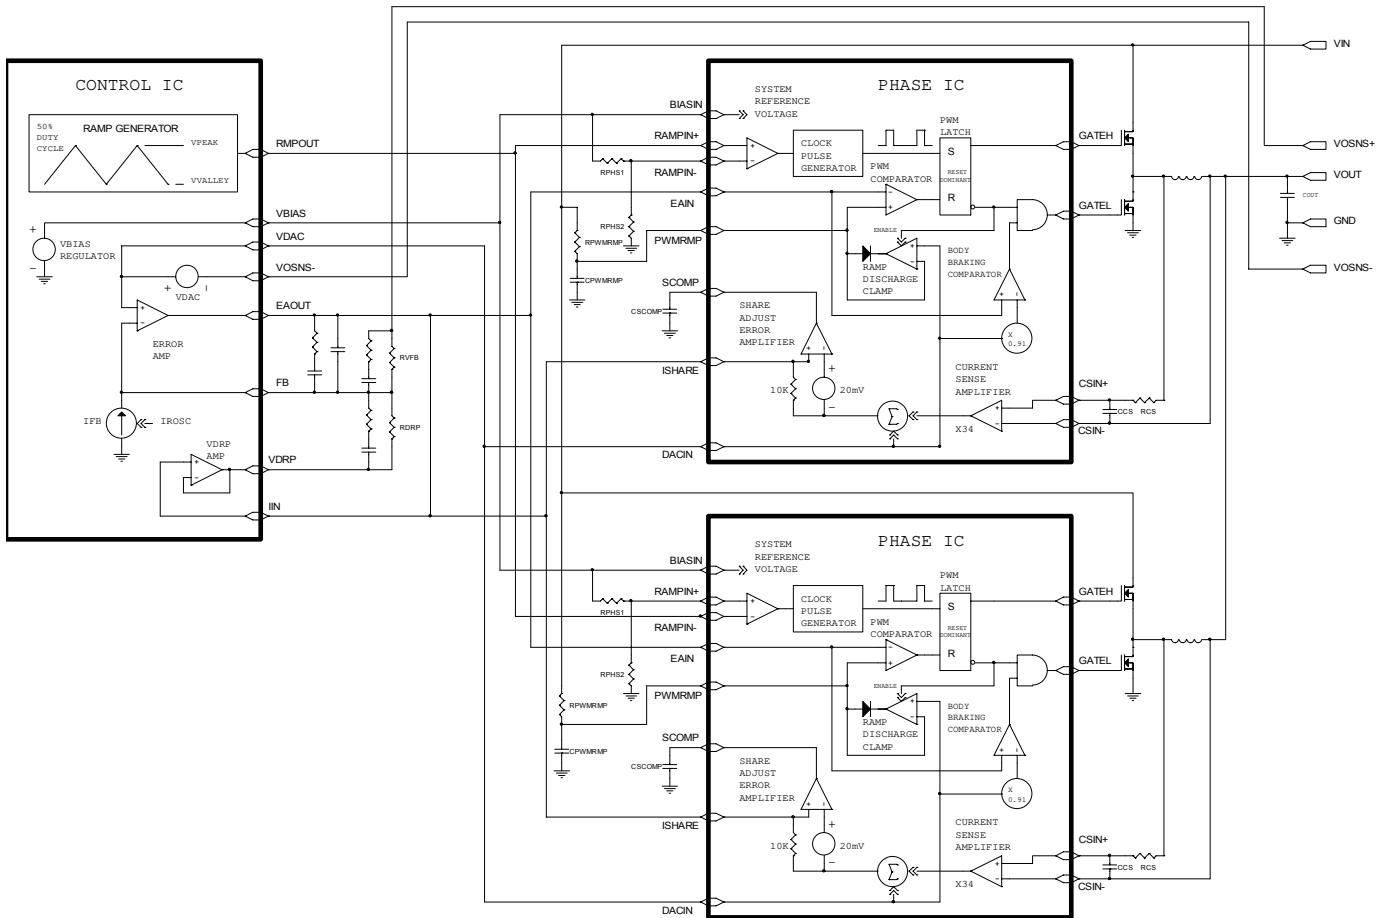 CONTROL IC
50%
DUTY
CYCLE
RAMP GENERATOR
VPEAK
VVALLEY
RMPOUT
VBIAS
+
VBIAS
REGULATOR
−
VDAC
VOSNS-
+
VDAC
−
EAOUT
+
−
ERROR
AMP
RVFB
FB
IFB
IROSC
RDRP
VDRP
AMP
+
−
VDRP
IIN
PHASE IC
BIASIN
SYSTEM
REFERENCE
VOLTAGE
RAMPIN+
RPHS1
RAMPIN-
+
−
CLOCK
PULSE
GENERATOR
PWM
LATCH
S
RESET
DOMINANT
R
GATEH
EAIN
PWM
COMPARATOR
−
+
RPHS2
RPWMRMP
PWMRMP
CPWMRMP
ENABLE
+
−
RAMP
DISCHARGE
CLAMP
BODY
BRAKING
COMPARATOR
+
−
GATEL
SCOMP
CSCOMP
SHARE
ADJUST
ERROR
AMPLIFIER
+
−
X
0.91
ISHARE
10K
+
20mV
−
CURRENT
SENSE
AMPLIFIER
+
−
X34
Σ
CSIN+
CCS
RCS
CSIN-
DACIN
VIN
VOSNS+
VOUT
COUT
GND
VOSNS-
PHASE IC
BIASIN
SYSTEM
REFERENCE
VOLTAGE
RAMPIN+
RPHS1
RAMPIN-
+
−
CLOCK
PULSE
GENERATOR
PWM
LATCH
S
RESET
DOMINANT
R
GATEH
EAIN
PWM
COMPARATOR
−
+
RPHS2
PWMRMP
RPWMRMP
CPWMRMP
ENABLE
+
−
RAMP
DISCHARGE
CLAMP
BODY
BRAKING
COMPARATOR
+
−
GATEL
SCOMP
CSCOMP
SHARE
ADJUST
ERROR
AMPLIFIER
+
−
X
0.91
ISHARE
10K
+
20mV
−
CURRENT
SENSE
AMPLIFIER
+
−
X34
Σ
CSIN+
CCS
RCS
CSIN-
DACIN